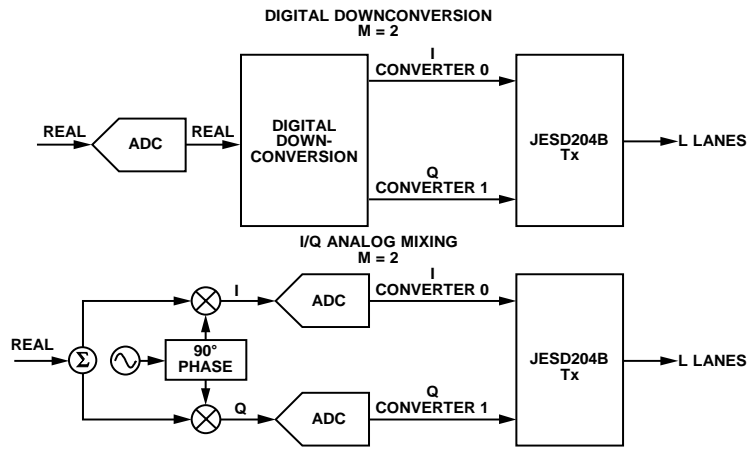 DIGITAL DOWNCONVERSION
M = 2
I
CONVERTER 0
REAL
ADC
REAL
DIGITAL
DOWN-
CONVERSION
JESD204B
Tx
L LANES
Q
CONVERTER 1
I/Q ANALOG MIXING
M = 2
I
ADC
I
CONVERTER 0
REAL
Σ
90°
PHASE
JESD204B
Tx
L LANES
Q
ADC
Q
CONVERTER 1